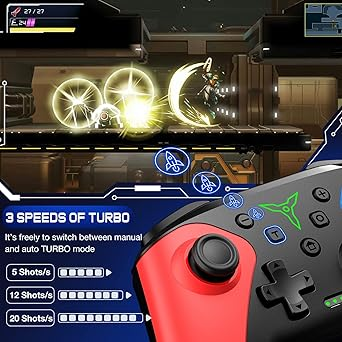 27 / 27
E.24
3 SPEEDS OF TURBO
It's freely to switch between manual
and auto TURBO mode
5 Shots/s
12 Shots/s
20 Shots/s
T